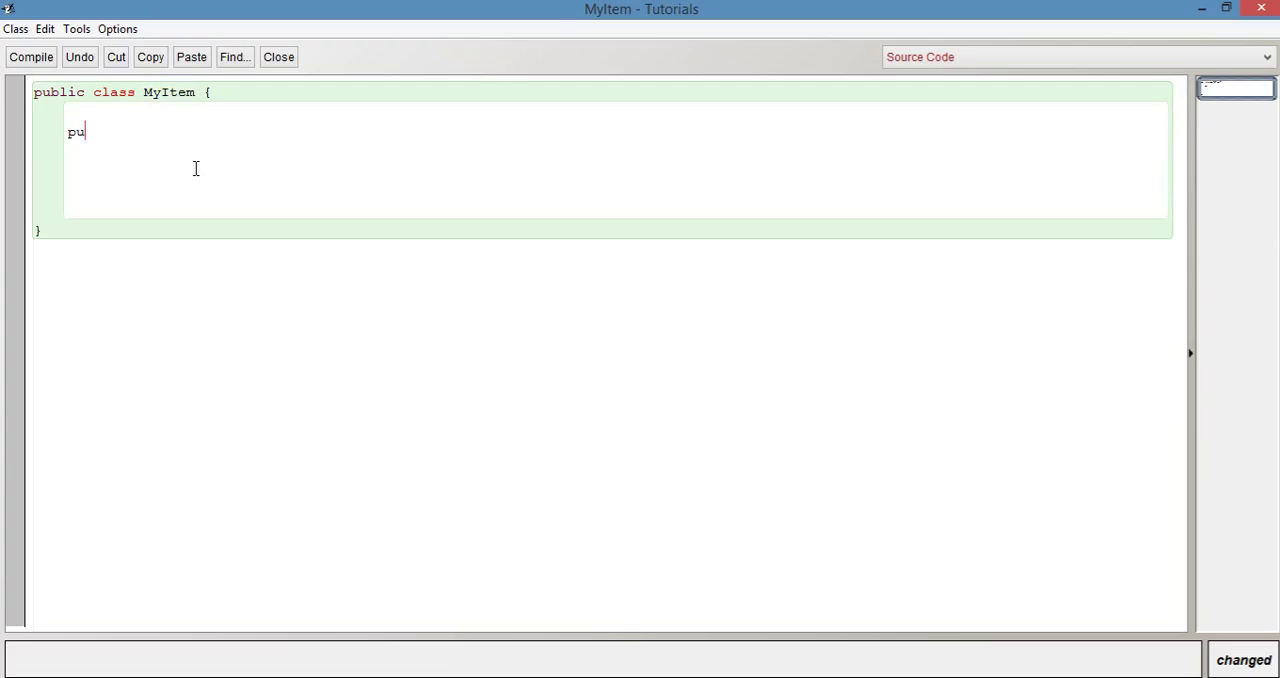 MyItem - Tutorials
Class Edit Tools Options
Compile Undo Cut Copy Paste Find... Close Source Code
public class MyItem {
pu
}
changed